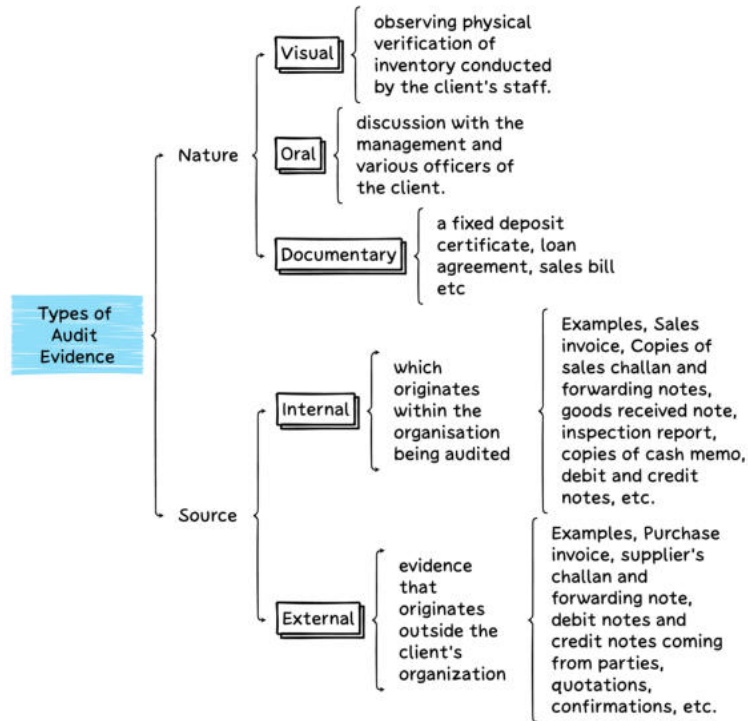 Types of
Audit
Evidence
Nature
Visual
observing physical
verification of
inventory conducted
by the client's staff.
Oral
discussion with the
management and
various officers of
the client.
Documentary
a fixed deposit
certificate, loan
agreement, sales bill
etc
Source
Internal
which
originates
within the
organisation
being audited
Examples, Sales
invoice, Copies of
sales challan and
forwarding notes,
goods received note,
inspection report,
copies of cash memo,
debit and credit
notes, etc.
External
evidence
that
originates
outside the
client's
organization
Examples, Purchase
invoice, supplier's
challan and
forwarding note,
debit notes and
credit notes coming
from parties,
quotations,
confirmations, etc.